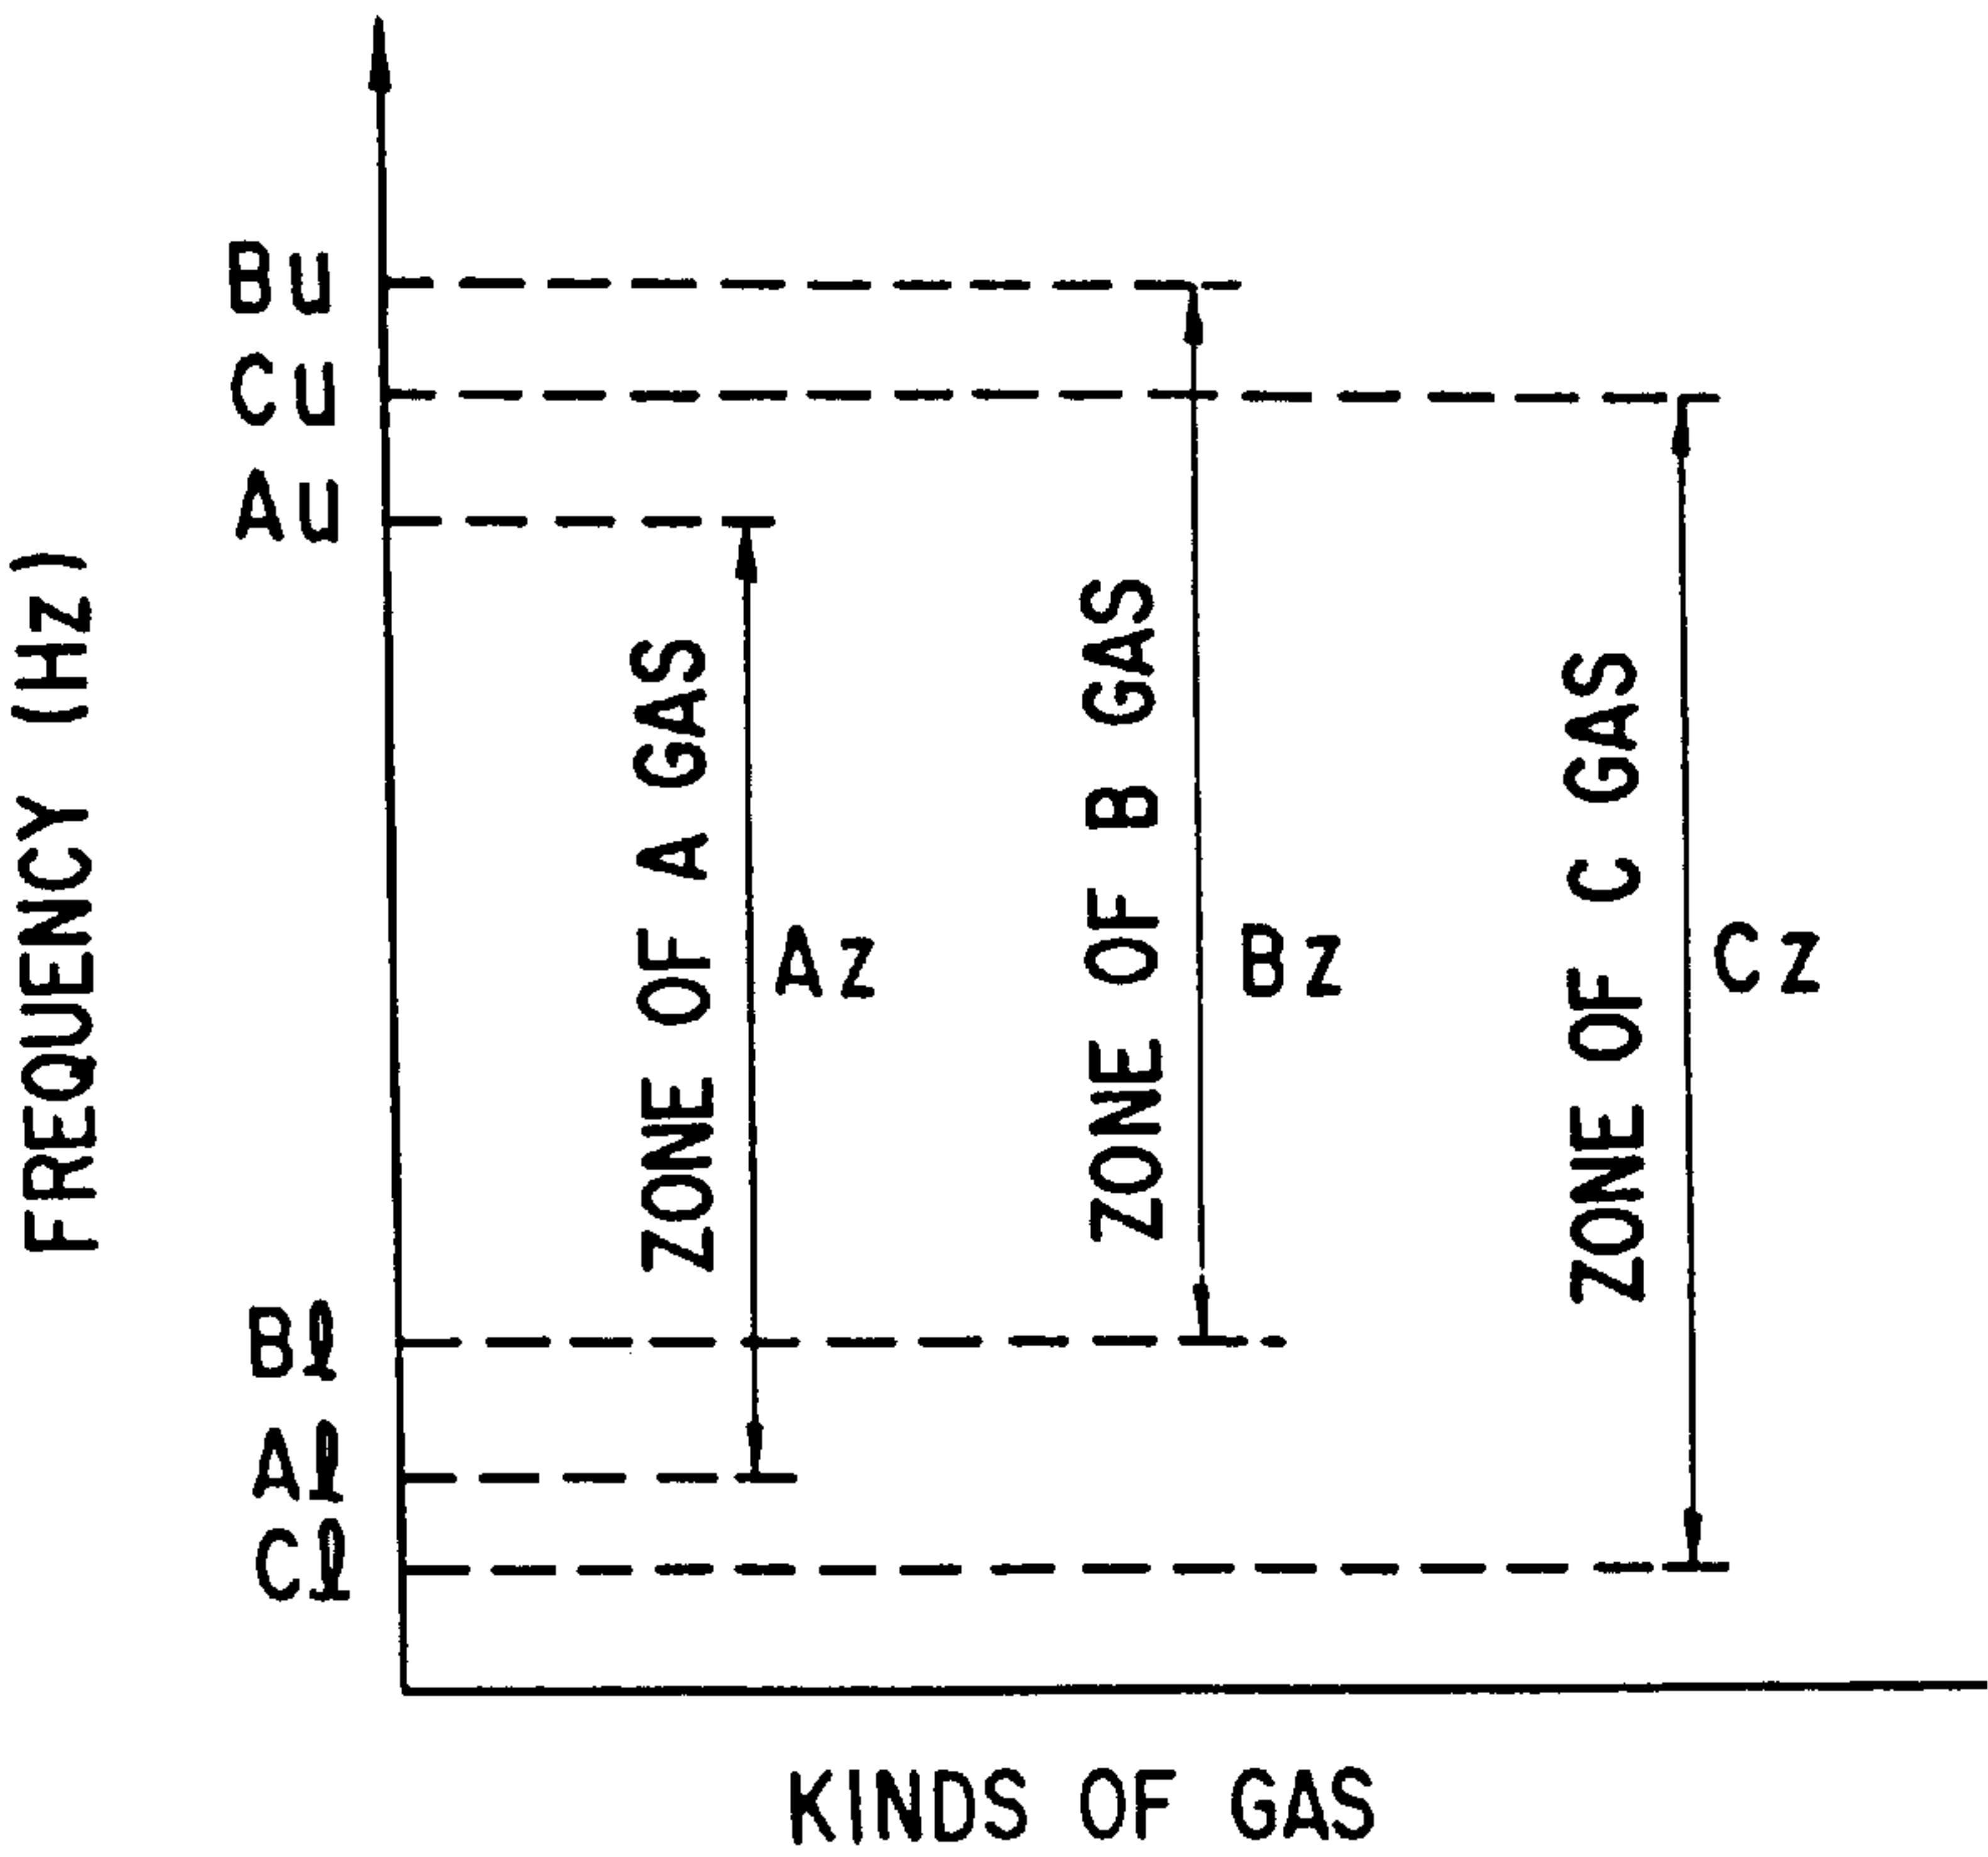 Bu
Cu
Au
FREQUENCY (Hz)
ZONE OF A GAS
Az
ZONE OF B GAS
Bz
ZONE OF C GAS
Cz
Bℓ
Aℓ
Cℓ
KINDS OF GAS